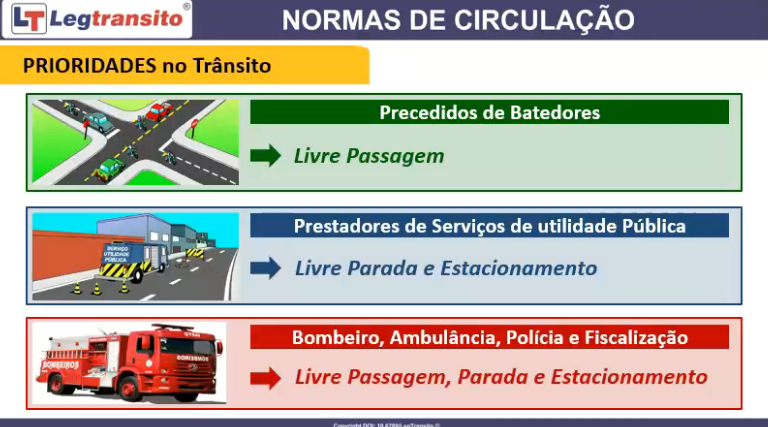 LT Legtransito®
NORMAS DE CIRCULAÇÃO
PRIORIDADES no Trânsito
Precedidos de Batedores
Livre Passagem
Prestadores de Serviços de utilidade Pública
SERVIÇO
UTILIDADE
PÚBLICA
Livre Parada e Estacionamento
Bombeiro, Ambulância, Polícia e Fiscalização
BOMBEIROS
BOMBEIROS
Livre Passagem, Parada e Estacionamento